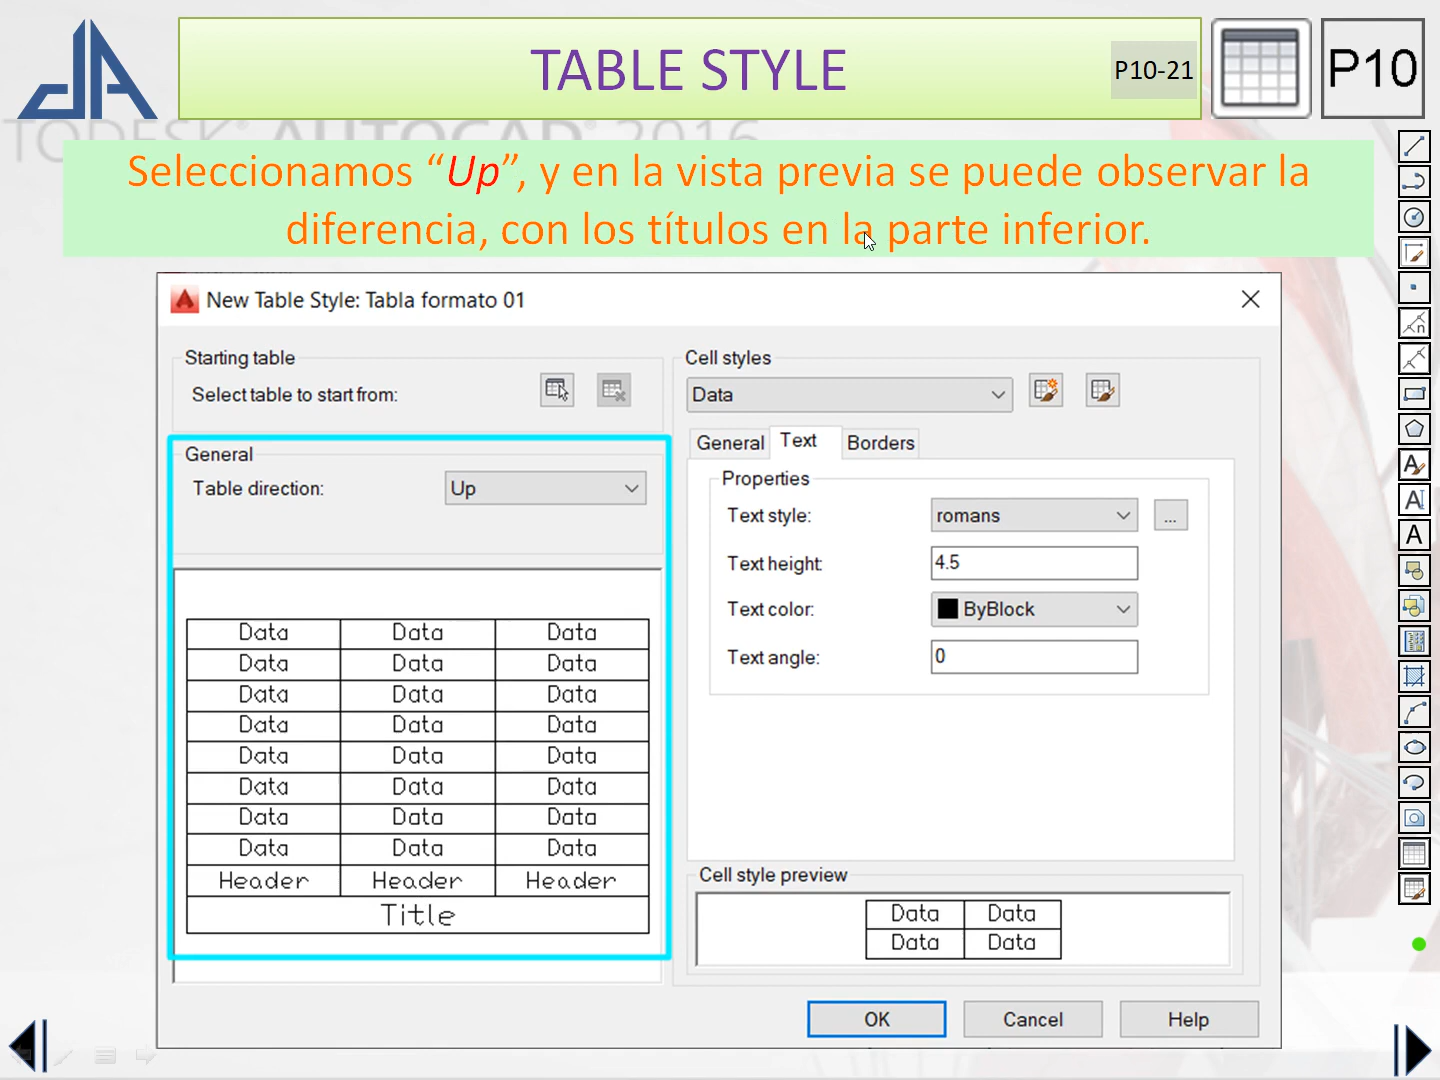 TABLE STYLE
P10-21
P10
TODESK® AUTOCAD® 2016
Seleccionamos “Up”, y en la vista previa se puede observar la
diferencia, con los títulos en la parte inferior.
New Table Style: Tabla formato 01
Starting table
Select table to start from:
General
Table direction:
Up
Data Data Data
Data Data Data
Data Data Data
Data Data Data
Data Data Data
Data Data Data
Data Data Data
Data Data Data
Header Header Header
Title
Cell styles
Data
General Text Borders
Properties
Text style:
romans
...
Text height:
4.5
Text color:
ByBlock
Text angle:
0
Cell style preview
Data Data
Data Data
OK Cancel Help
n
A
A
A